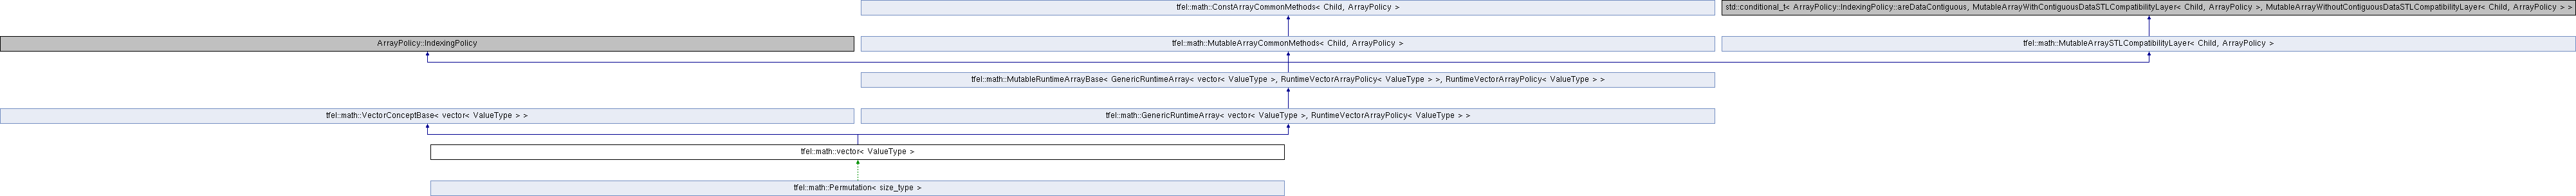 tfel::math::ConstArrayCommonMethods< Child, ArrayPolicy >
std::conditional_t< ArrayPolicy::IndexingPolicy::areDataContiguous, MutableArrayWithContiguousDataSTLCompatibilityLayer< Child, ArrayPolicy >, MutableArrayWithoutContiguousDataSTLCompatibilityLayer< Child, ArrayPolicy > >
ArrayPolicy::IndexingPolicy
tfel::math::MutableArrayCommonMethods< Child, ArrayPolicy >
tfel::math::MutableArraySTLCompatibilityLayer< Child, ArrayPolicy >
tfel::math::MutableRuntimeArrayBase< GenericRuntimeArray< vector< ValueType >, RuntimeVectorArrayPolicy< ValueType > >, RuntimeVectorArrayPolicy< ValueType > >
tfel::math::VectorConceptBase< vector< ValueType > >
tfel::math::GenericRuntimeArray< vector< ValueType >, RuntimeVectorArrayPolicy< ValueType > >
tfel::math::vector< ValueType >
tfel::math::Permutation< size_type >